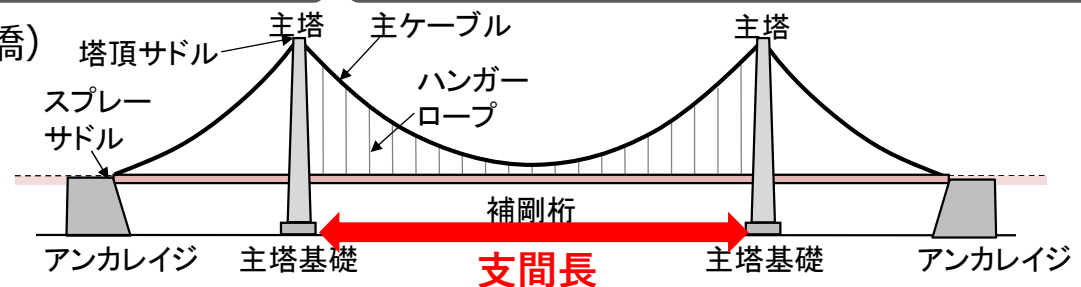 橋)
主塔
主ケーブル
主塔
塔頂サドル
ハンガー
ロープ
スプレー
サドル
補剛桁
アンカレイジ
主塔基礎
支間長
主塔基礎
アンカレイジ